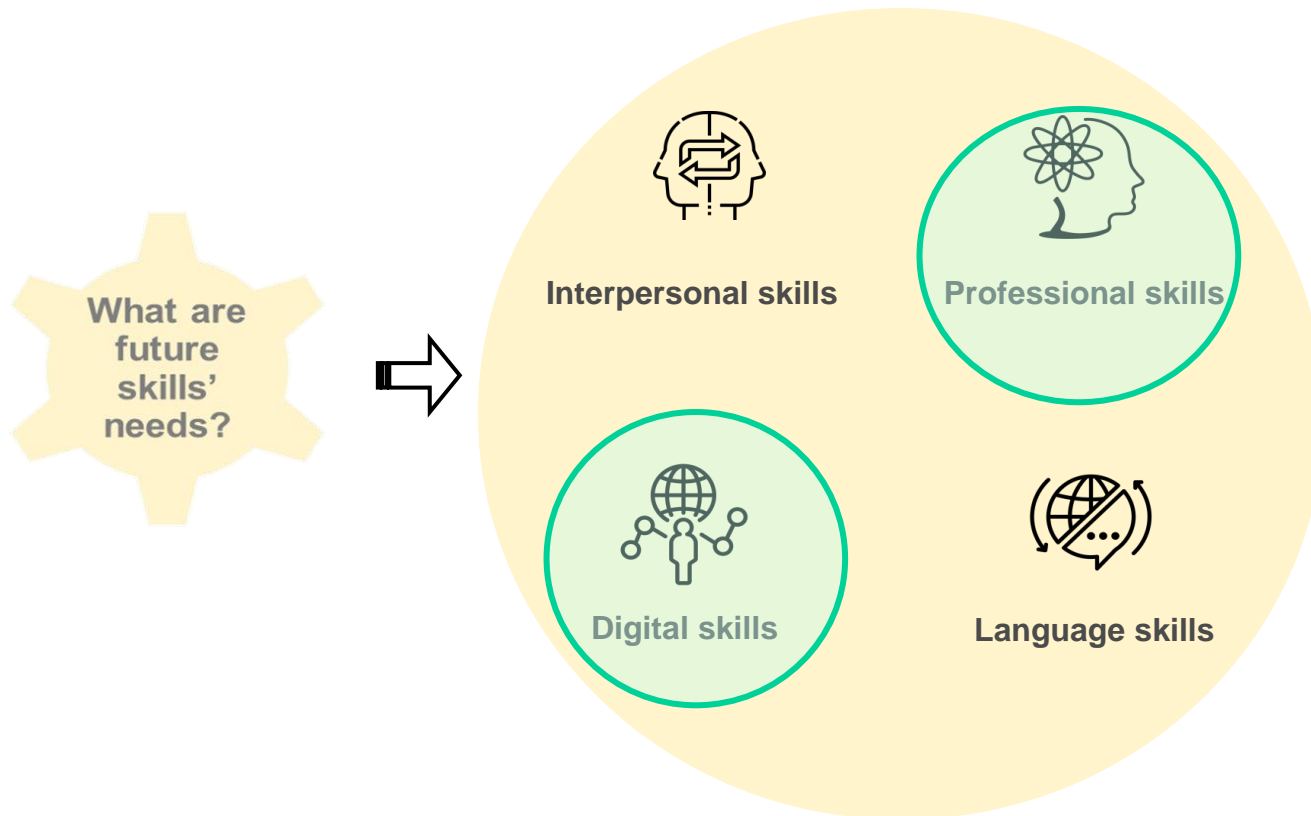 What are
future
skills’
needs?
Interpersonal skills
Professional skills
Digital skills
Language skills